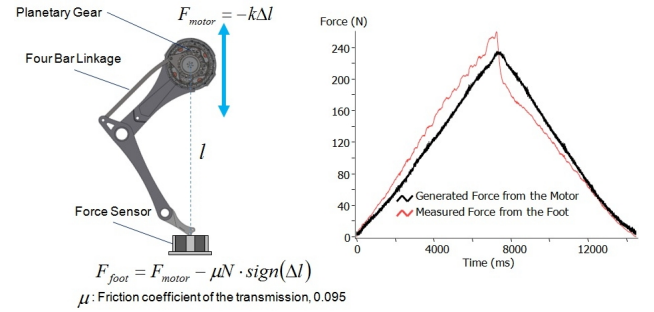 Planetary Gear
F_motor = −kΔl
Four Bar Linkage
l
Force Sensor
F_foot = F_motor − μN · sign(Δl)
μ : Friction coefficient of the transmission, 0.095
Force (N)
240
200
160
120
80
40
0
Generated Force from the Motor
Measured Force from the Foot
0 4000 8000 12000
Time (ms)